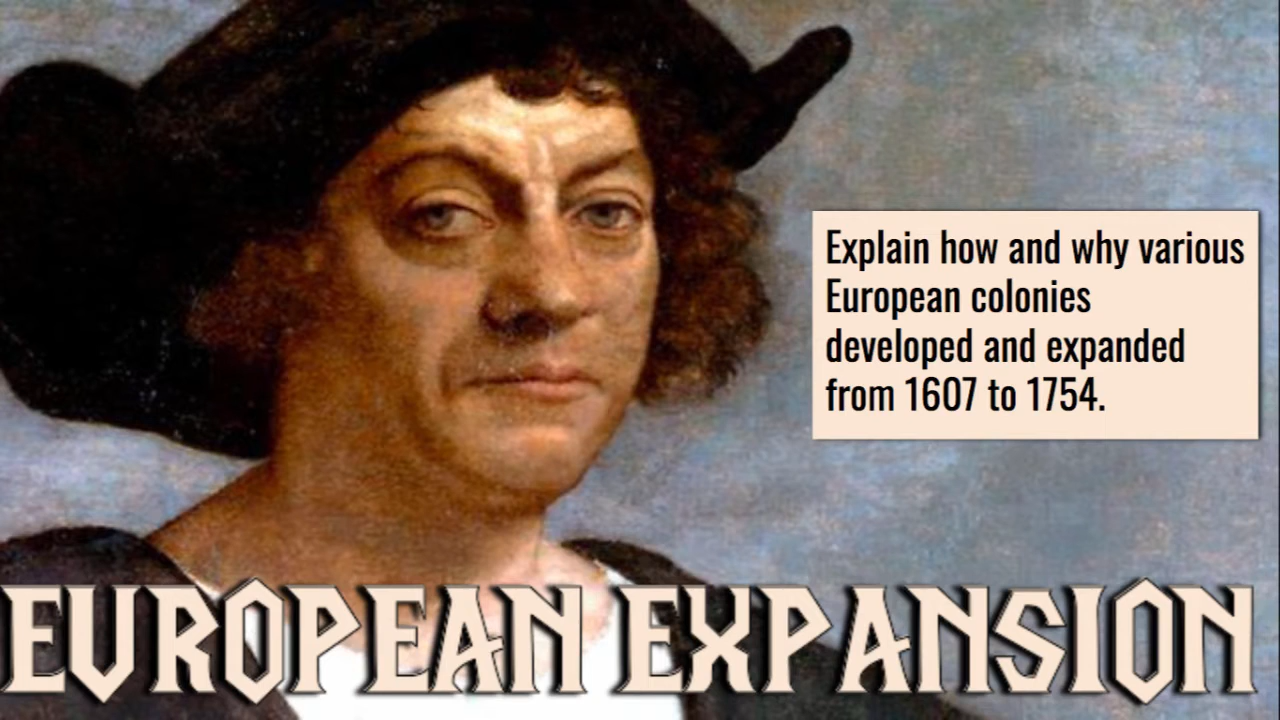 Explain how and why various
European colonies
developed and expanded
from 1607 to 1754.
EUROPEAN EXPANSION